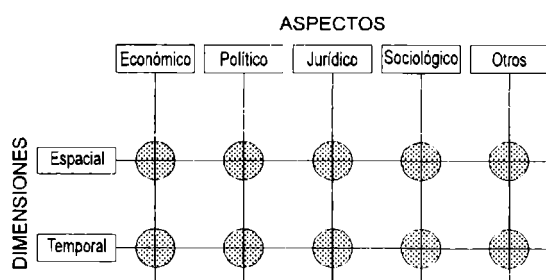 ASPECTOS
Económico Político Jurídico Sociológico Otros
DIMENSIONES
Espacial
Temporal